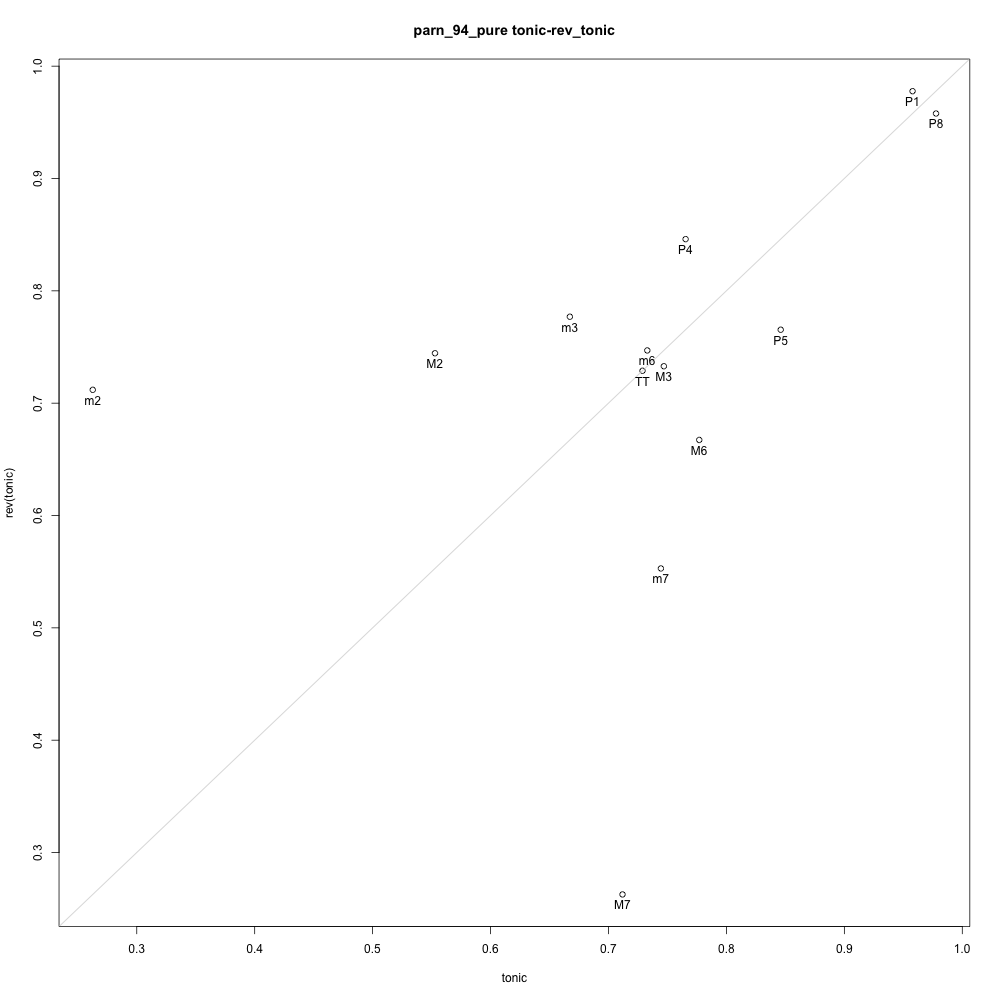 parn_94_pure tonic-rev_tonic
1.0
0.9
0.8
0.7
0.6
0.5
0.4
0.3
rev(tonic)
P1
P8
P4
m3
P5
m6
M2
TT
M3
m2
M6
m7
M7
0.3 0.4 0.5 0.6 0.7 0.8 0.9 1.0
tonic